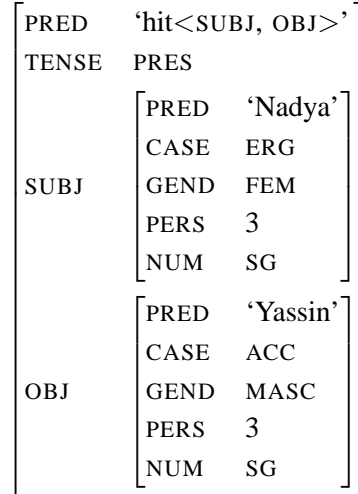 PRED ‘hit<SUBJ, OBJ>’
TENSE PRES
SUBJ
PRED ‘Nadya’
CASE ERG
GEND FEM
PERS 3
NUM SG
OBJ
PRED ‘Yassin’
CASE ACC
GEND MASC
PERS 3
NUM SG